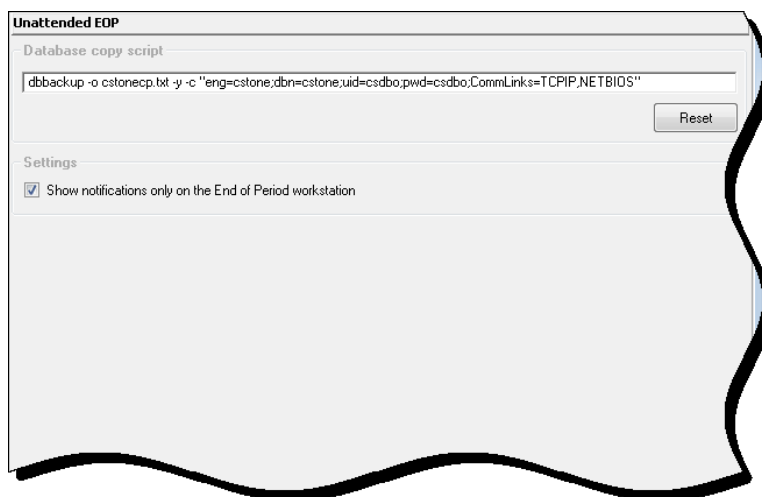 Unattended EOP
Database copy script
dbbackup -o cstonecp.txt -y -c "eng=cstone;dbn=cstone;uid=csdbo;pwd=csdbo;CommLinks=TCPIP,NETBIOS"
Reset
Settings
Show notifications only on the End of Period workstation